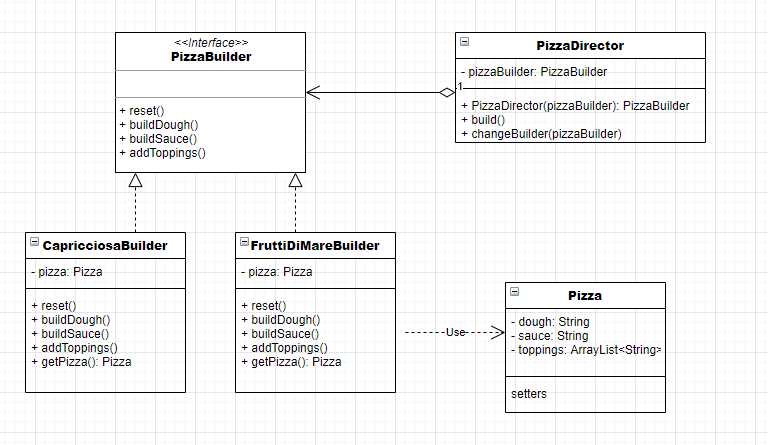 <<Interface>>
PizzaBuilder
+ reset()
+ buildDough()
+ buildSauce()
+ addToppings()
PizzaDirector
- pizzaBuilder: PizzaBuilder
1
+ PizzaDirector(pizzaBuilder): PizzaBuilder
+ build()
+ changeBuilder(pizzaBuilder)
CapricciosaBuilder
- pizza: Pizza
+ reset()
+ buildDough()
+ buildSauce()
+ addToppings()
+ getPizza(): Pizza
FruttiDiMareBuilder
- pizza: Pizza
+ reset()
+ buildDough()
+ buildSauce()
+ addToppings()
+ getPizza(): Pizza
Use
Pizza
- dough: String
- sauce: String
- toppings: ArrayList<String>
setters